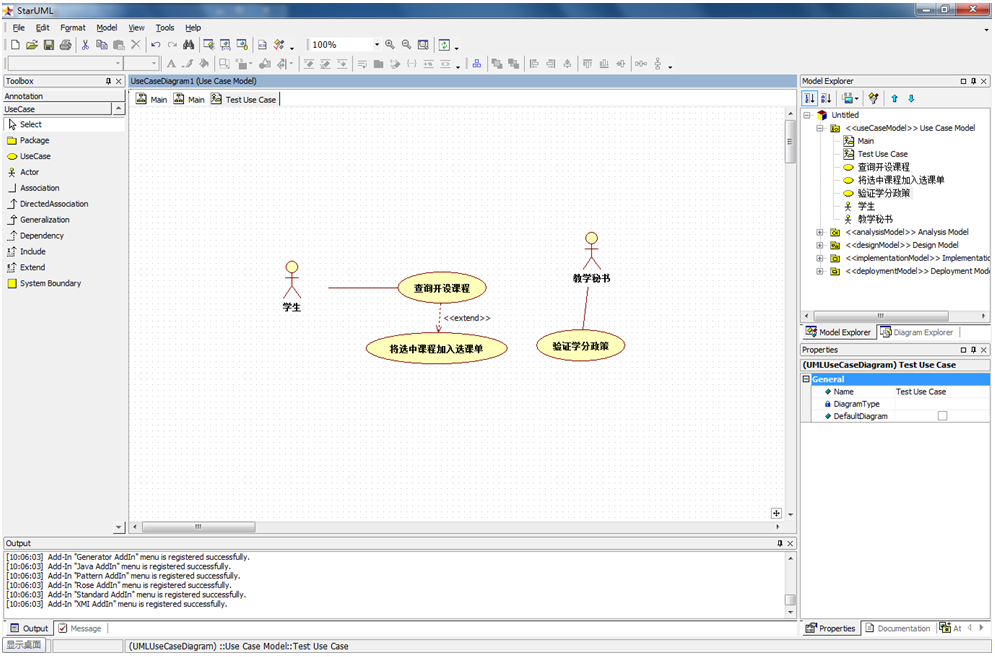 StarUML
File Edit Format Model View Tools Help
100%
Toolbox
Annotation
UseCase
Select
Package
UseCase
Actor
Association
DirectedAssociation
Generalization
Dependency
Include
Extend
System Boundary
UseCaseDiagram1 (Use Case Model)
Main Main Test Use Case
学生
查询开设课程
<<extend>>
将选中课程加入选课单
教学秘书
验证学分政策
Model Explorer
Untitled
<<useCaseModel>> Use Case Model
Main
Test Use Case
查询开设课程
将选中课程加入选课单
验证学分政策
学生
教学秘书
<<analysisModel>> Analysis Model
<<designModel>> Design Model
<<implementationModel>> Implementatic
<<deploymentModel>> Deployment Mode
Model Explorer Diagram Explorer
Properties
(UMLUseCaseDiagram) Test Use Case
General
Name Test Use Case
DiagramType
DefaultDiagram
Properties Documentation At
Output
[10:06:03] Add-In "Generator AddIn" menu is registered successfully.
[10:06:03] Add-In "Java AddIn" menu is registered successfully.
[10:06:03] Add-In "Pattern AddIn" menu is registered successfully.
[10:06:03] Add-In "Rose AddIn" menu is registered successfully.
[10:06:03] Add-In "Standard AddIn" menu is registered successfully.
[10:06:03] Add-In "XMI AddIn" menu is registered successfully.
Output Message
显示桌面
(UMLUseCaseDiagram) ::Use Case Model::Test Use Case